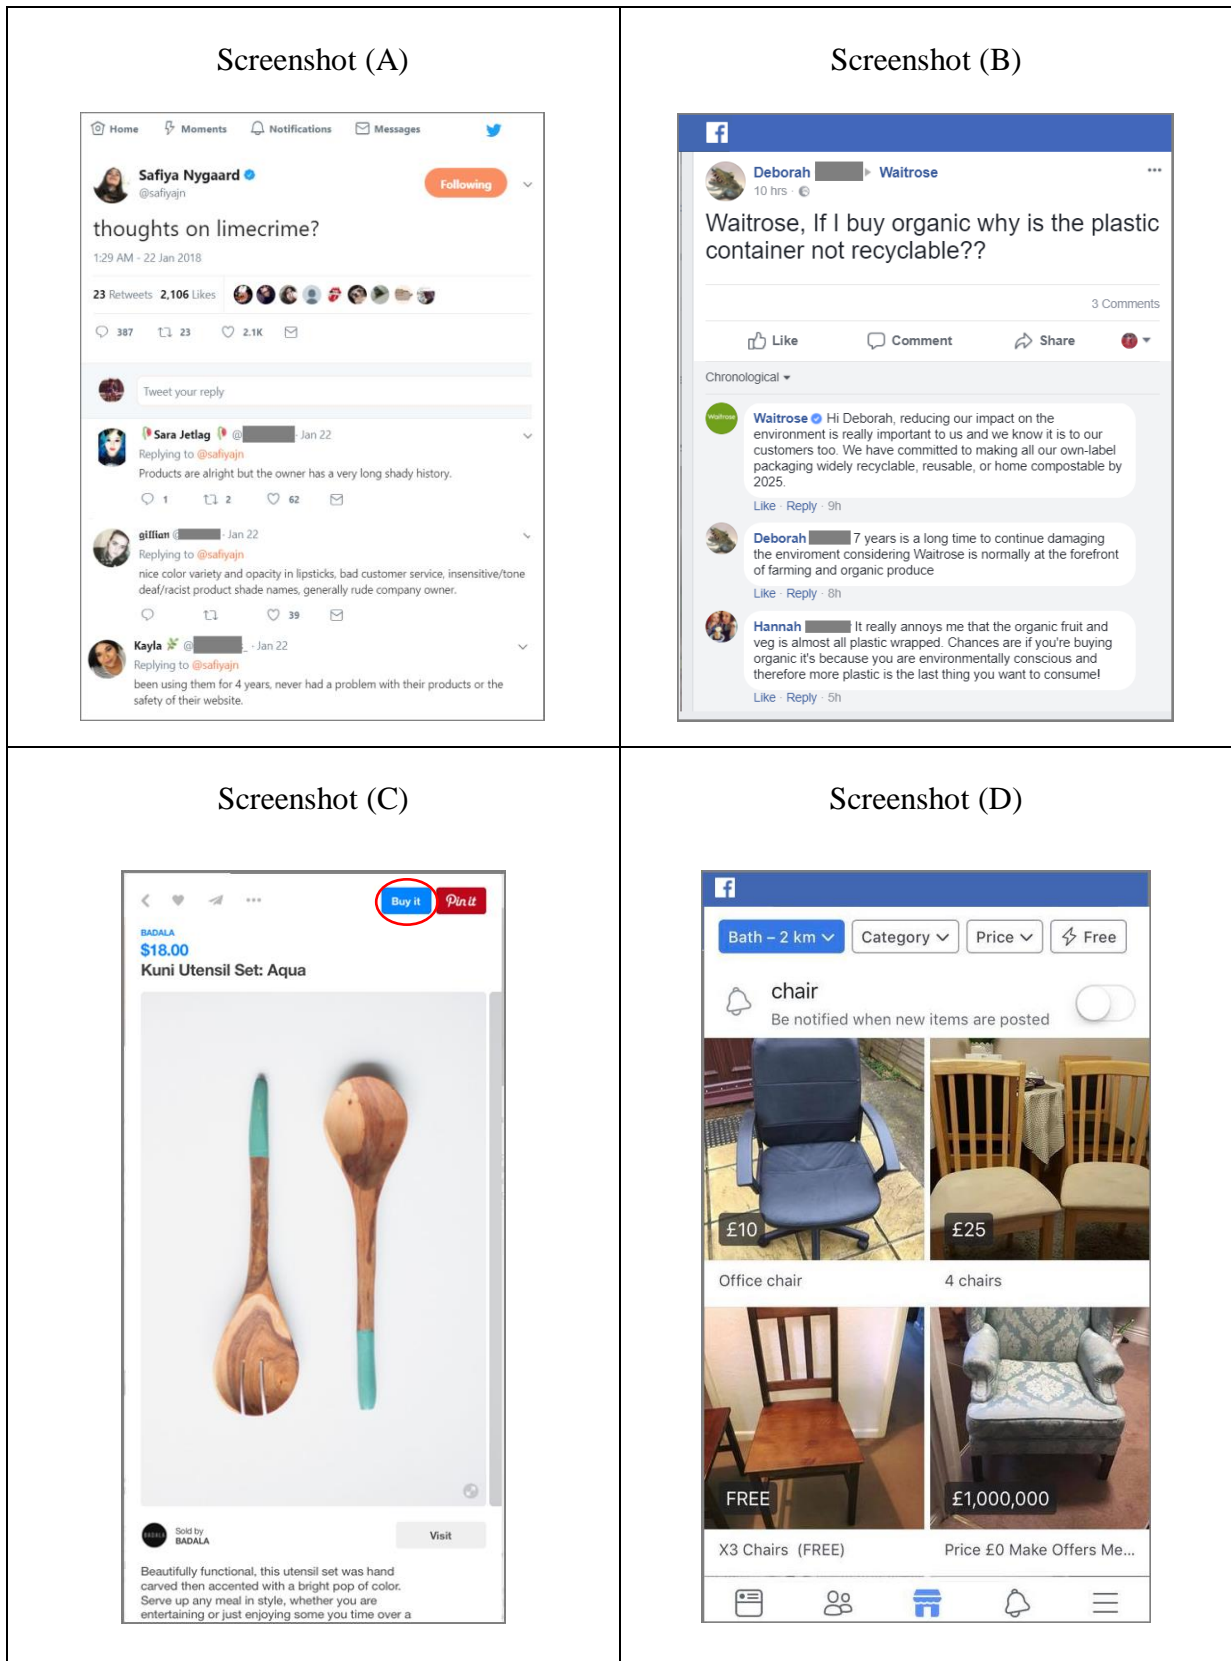 Screenshot (A)
Home Moments Notifications Messages
Safiya Nygaard
@safiyajn
Following
thoughts on limecrime?
1:29 AM - 22 Jan 2018
23 Retweets 2,106 Likes
387 23 2.1K
Tweet your reply
Sara Jetlag @ · Jan 22
Replying to @safiyajn
Products are alright but the owner has a very long shady history.
1 2 62
gillian @ · Jan 22
Replying to @safiyajn
nice color variety and opacity in lipsticks, bad customer service, insensitive/tone
deaf/racist product shade names, generally rude company owner.
39
Kayla @ · Jan 22
Replying to @safiyajn
been using them for 4 years, never had a problem with their products or the
safety of their website.
Screenshot (B)
Deborah Waitrose
10 hrs ·
Waitrose, If I buy organic why is the plastic
container not recyclable??
3 Comments
Like Comment Share
Chronological
Waitrose
Waitrose Hi Deborah, reducing our impact on the
environment is really important to us and we know it is to our
customers too. We have committed to making all our own-label
packaging widely recyclable, reusable, or home compostable by
2025.
Like · Reply · 9h
Deborah 7 years is a long time to continue damaging
the enviroment considering Waitrose is normally at the forefront
of farming and organic produce
Like · Reply · 8h
Hannah It really annoys me that the organic fruit and
veg is almost all plastic wrapped. Chances are if you're buying
organic it's because you are environmentally conscious and
therefore more plastic is the last thing you want to consume!
Like · Reply · 5h
Screenshot (C)
Buy it Pin it
BADALA
$18.00
Kuni Utensil Set: Aqua
BADALA
Sold by
BADALA
Visit
Beautifully functional, this utensil set was hand
carved then accented with a bright pop of color.
Serve up any meal in style, whether you are
entertaining or just enjoying some you time over a
Screenshot (D)
Bath – 2 km Category Price Free
chair
Be notified when new items are posted
£10 £25
Office chair 4 chairs
FREE £1,000,000
X3 Chairs (FREE) Price £0 Make Offers Me...